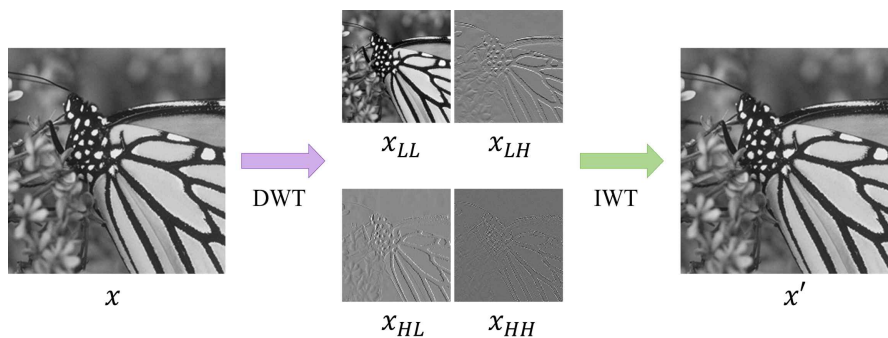 x
DWT
x_{LL}
x_{LH}
x_{HL}
x_{HH}
IWT
x'